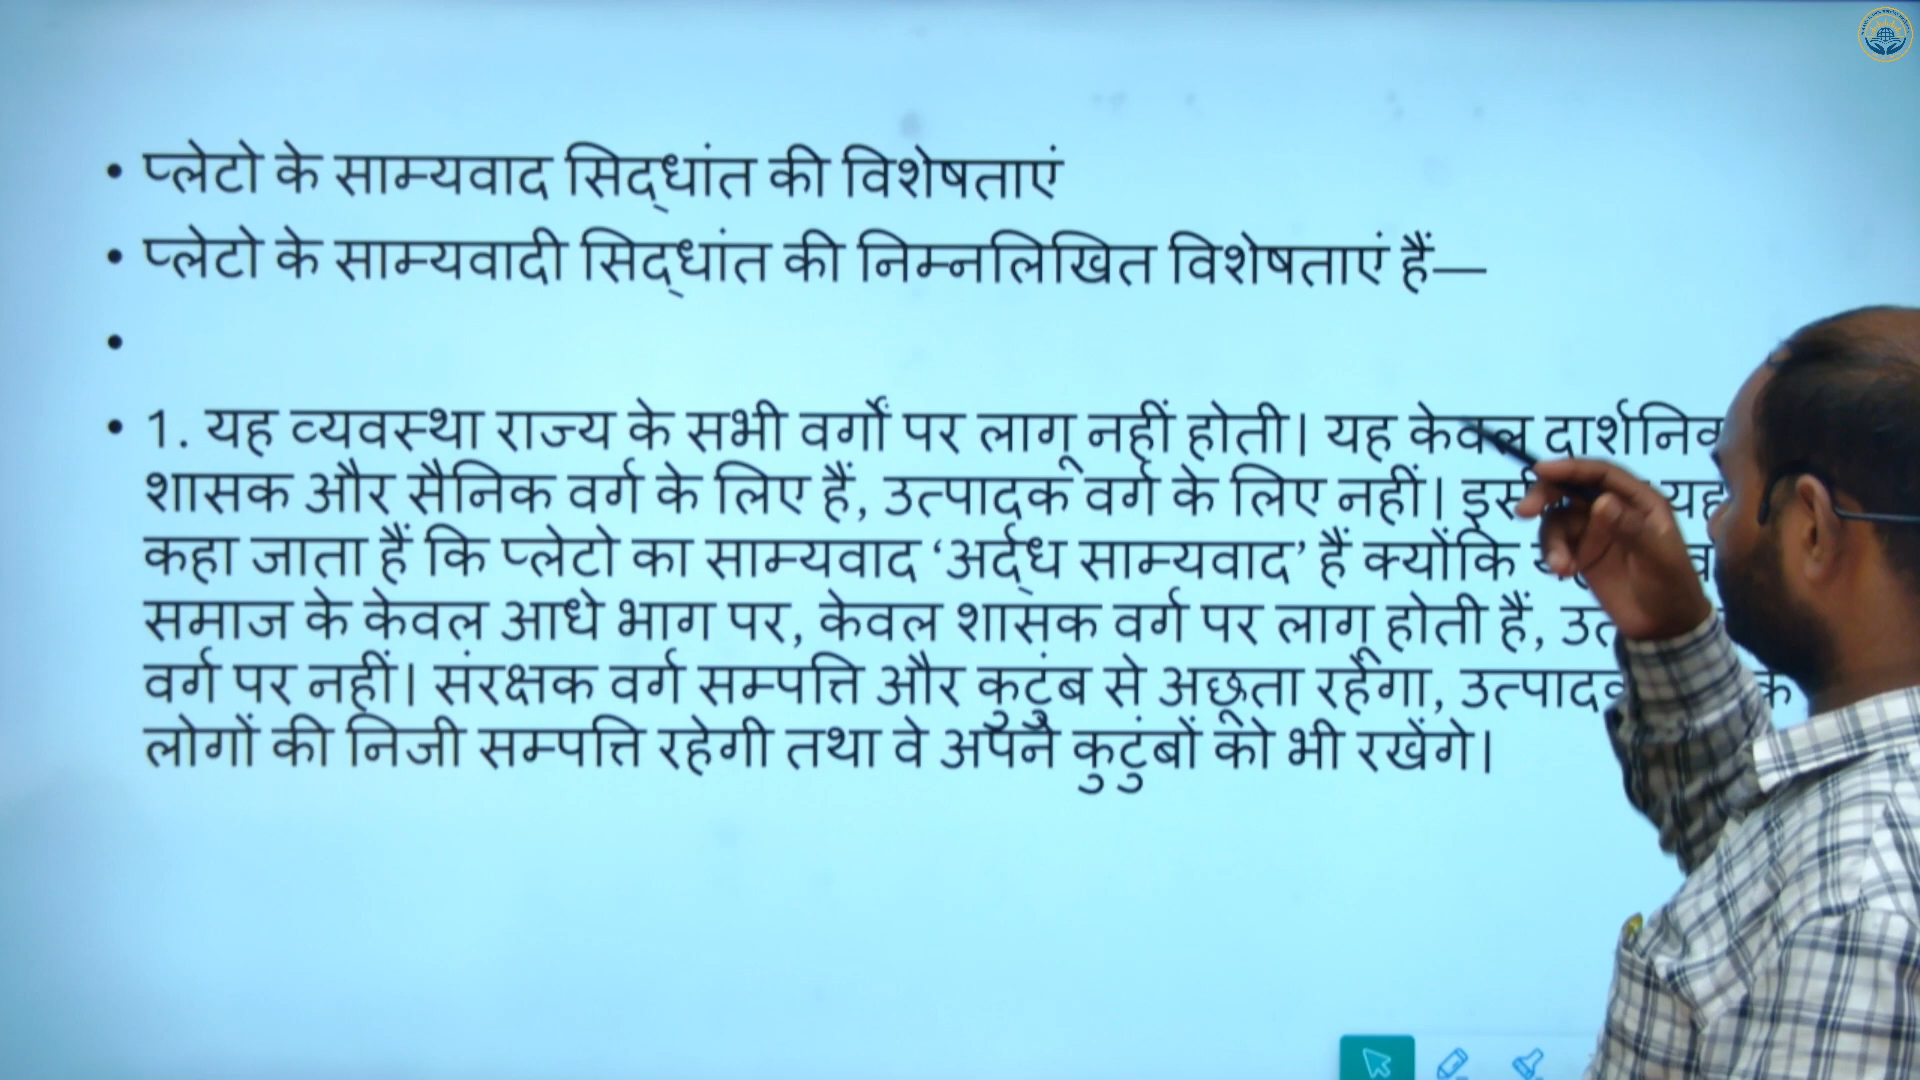 • प्लेटो के साम्यवाद सिद्धांत की विशेषताएं
• प्लेटो के साम्यवादी सिद्धांत की निम्नलिखित विशेषताएं हैं—
•
• 1. यह व्यवस्था राज्य के सभी वर्गों पर लागू नहीं होती। यह केवल
शासक और सैनिक वर्ग के लिए हैं, उत्पादक वर्ग के लिए नहीं। यह
कहा जाता हैं कि प्लेटो का साम्यवाद ‘अर्द्ध साम्यवाद’ हैं क्योंकि
समाज के केवल आधे भाग पर, केवल शासक वर्ग पर लागू होती हैं,
वर्ग पर नहीं। संरक्षक वर्ग सम्पत्ति और कुटुंब से अछूता रहेगा,
लोगों की निजी सम्पत्ति रहेगी तथा वे अपने कुटुंबों को भी रखेंगे।